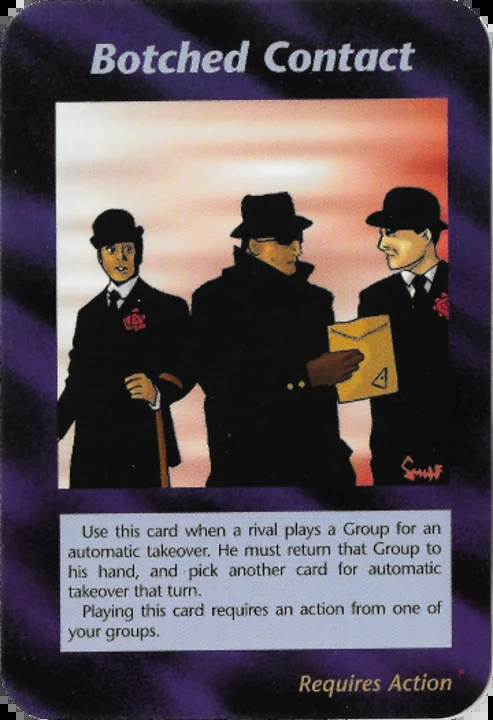 Botched Contact
Use this card when a rival plays a Group for an
automatic takeover. He must return that Group to
his hand, and pick another card for automatic
takeover that turn.
Playing this card requires an action from one of
your groups.
Requires Action